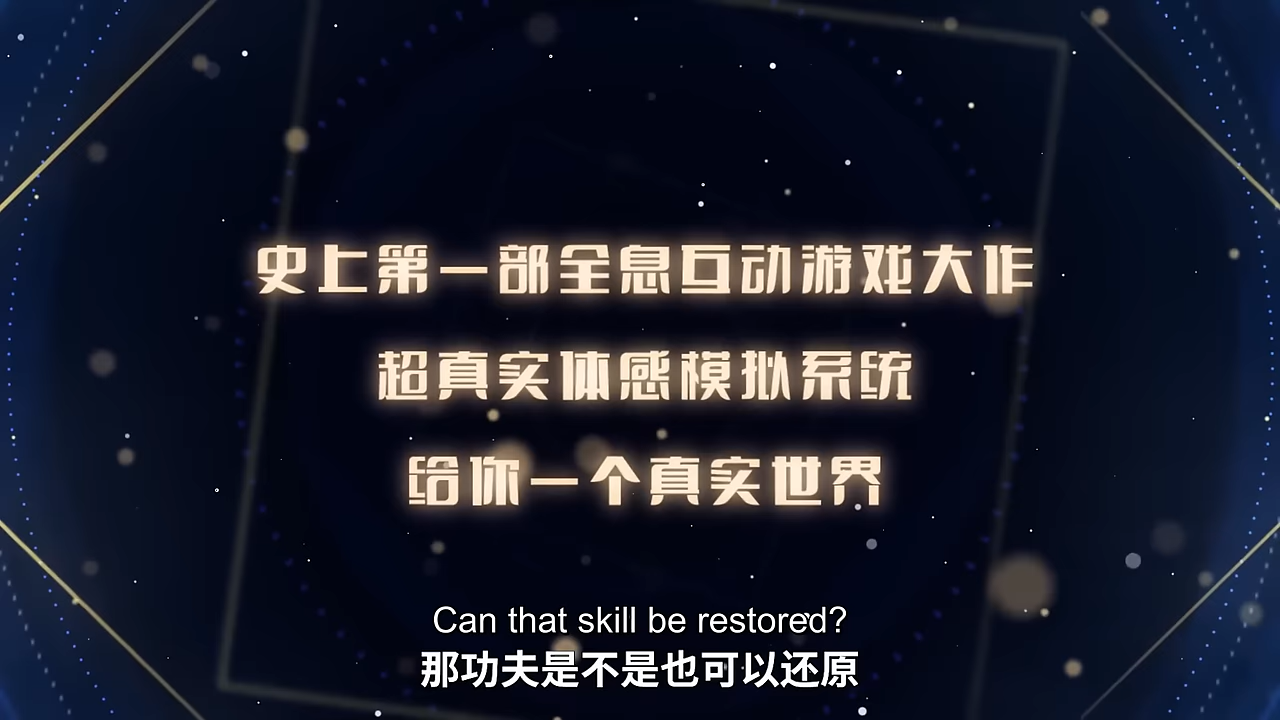 史上第一部全息互动游戏大作
超真实体感模拟系统
给你一个真实世界
Can that skill be restored?
那功夫是不是也可以还原